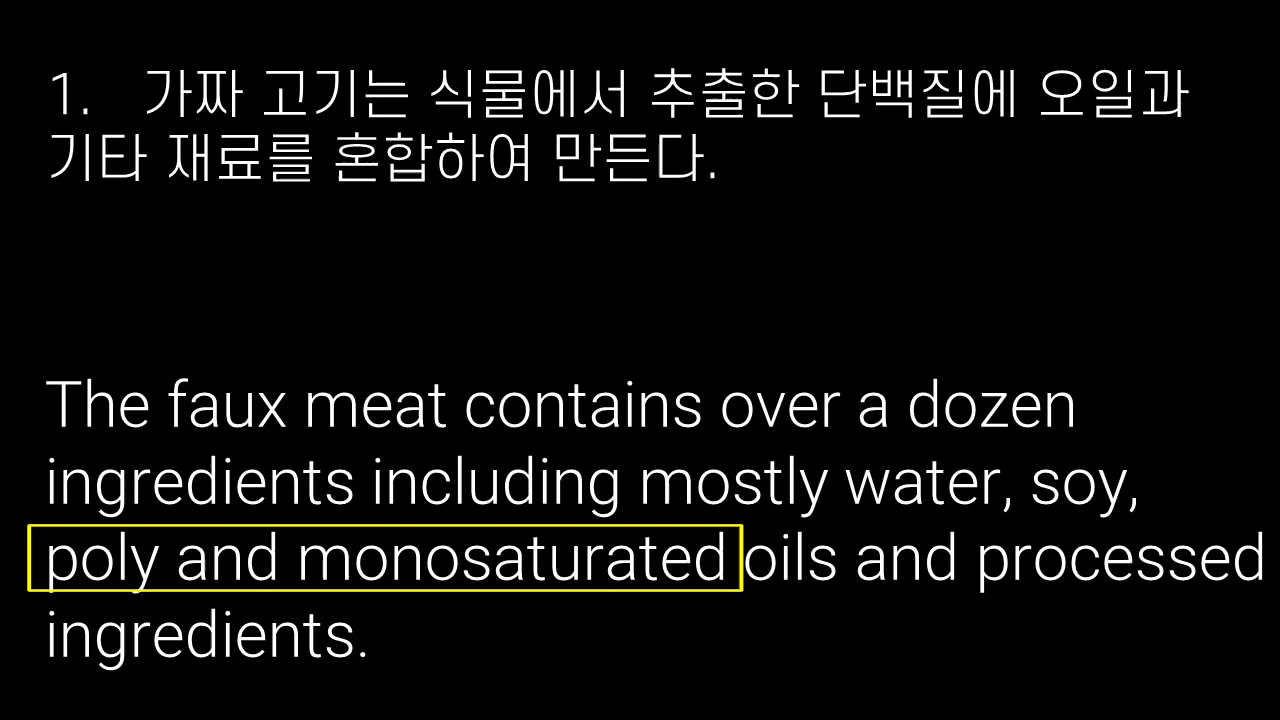 1. 가짜 고기는 식물에서 추출한 단백질에 오일과
기타 재료를 혼합하여 만든다.
The faux meat contains over a dozen
ingredients including mostly water, soy,
poly and monosaturated oils and processed
ingredients.